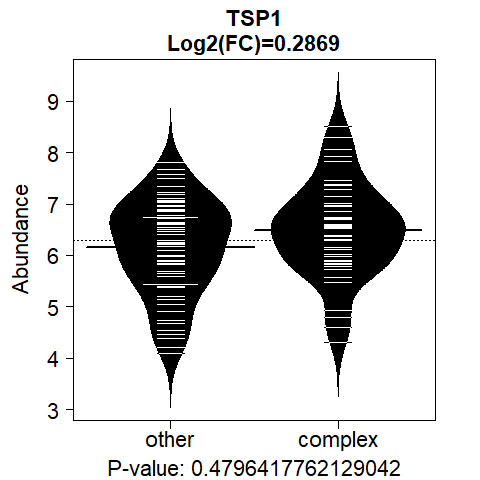 TSP1
Log2(FC)=0.2869
Abundance
9
8
7
6
5
4
3
other complex
P-value: 0.4796417762129042